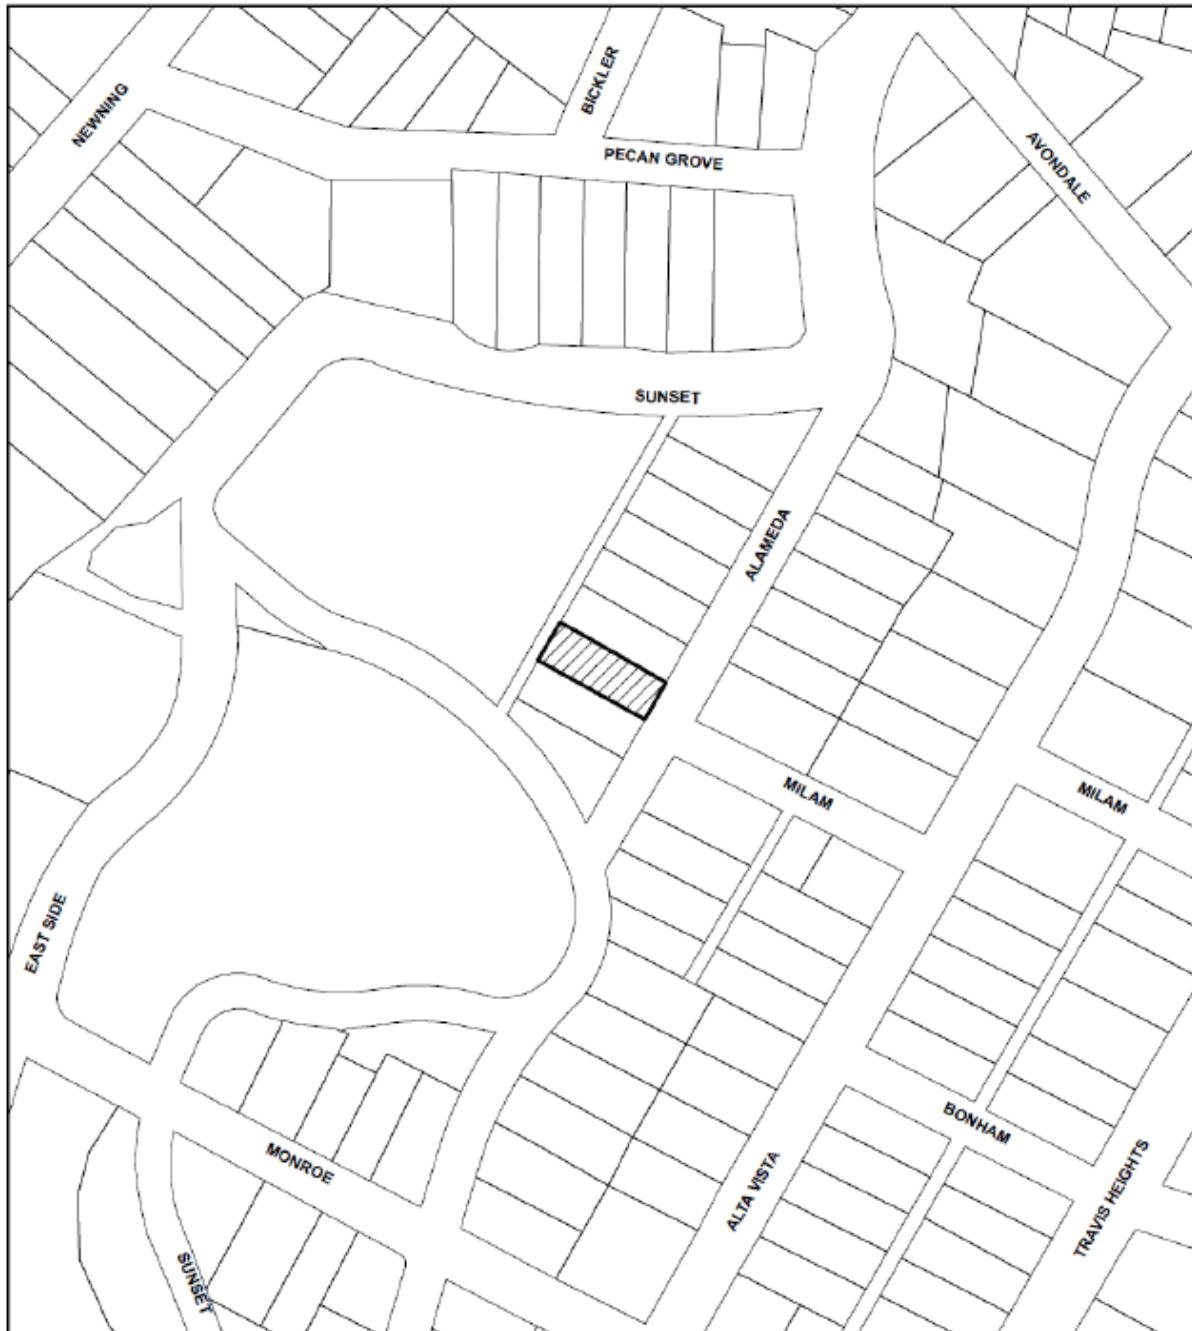 NEWNING
BICKLER
PECAN GROVE
AVONDALE
SUNSET
ALAMEDA
MILAM
MILAM
EAST SIDE
BONHAM
MONROE
ALTA VISTA
TRAVIS HEIGHTS
SUNSET